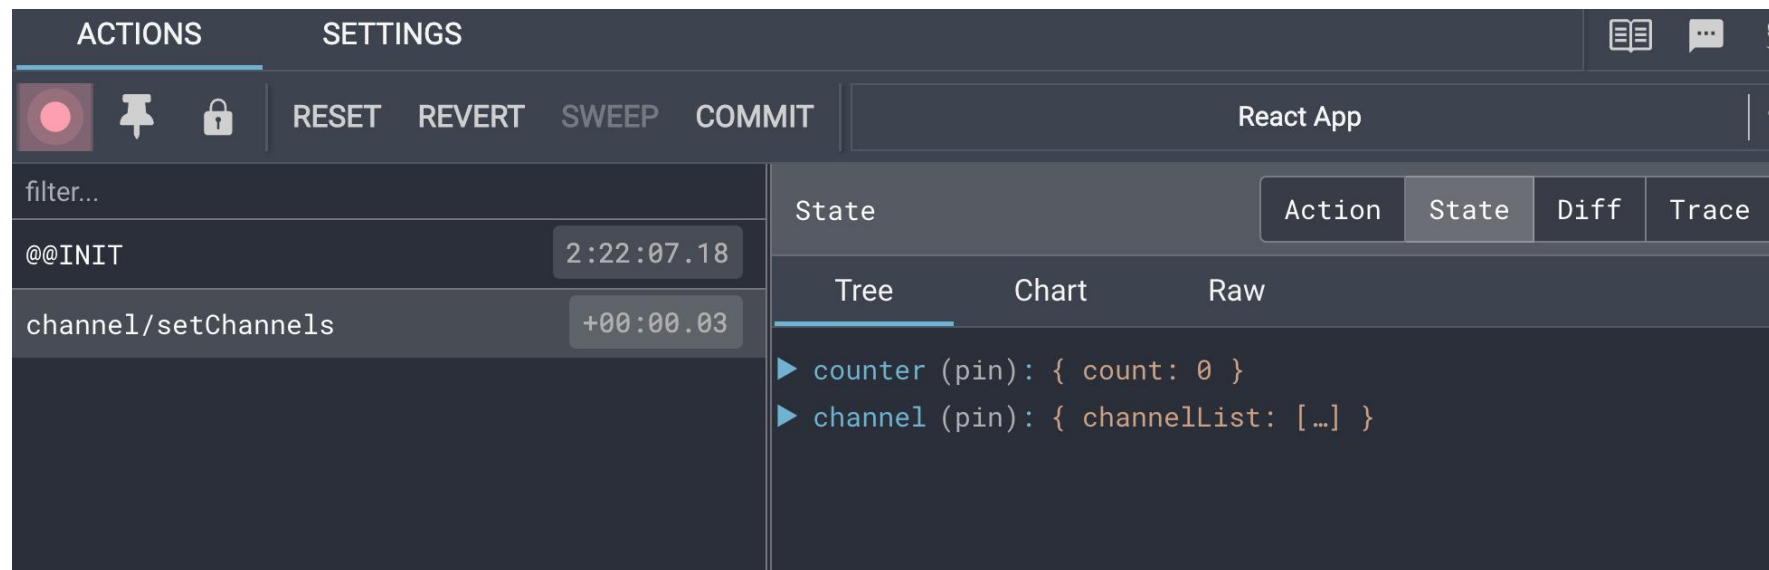 ACTIONS SETTINGS
RESET REVERT SWEEP COMMIT React App
filter...
State Action State Diff Trace
@@INIT 2:22:07.18
Tree Chart Raw
channel/setChannels +00:00.03
counter (pin): { count: 0 }
channel (pin): { channelList: […] }